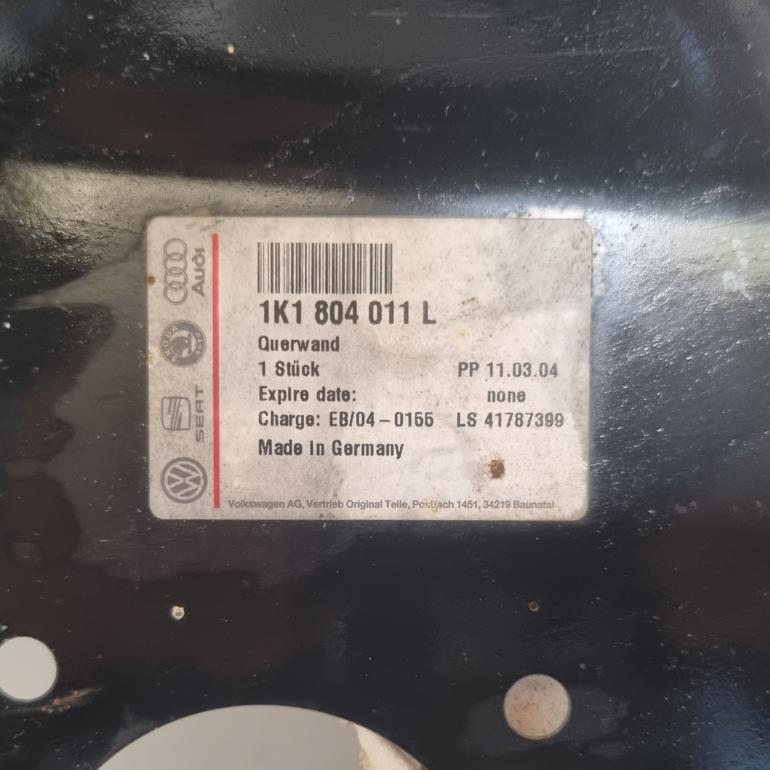 Audi
SKODA
SEAT
1K1 804 011 L
Querwand
1 Stück PP 11.03.04
Expire date: none
Charge: EB/04-0155 LS 41787399
Made in Germany
Volkswagen AG, Vertrieb Original Teile, Postfach 1451, 34219 Baunatal